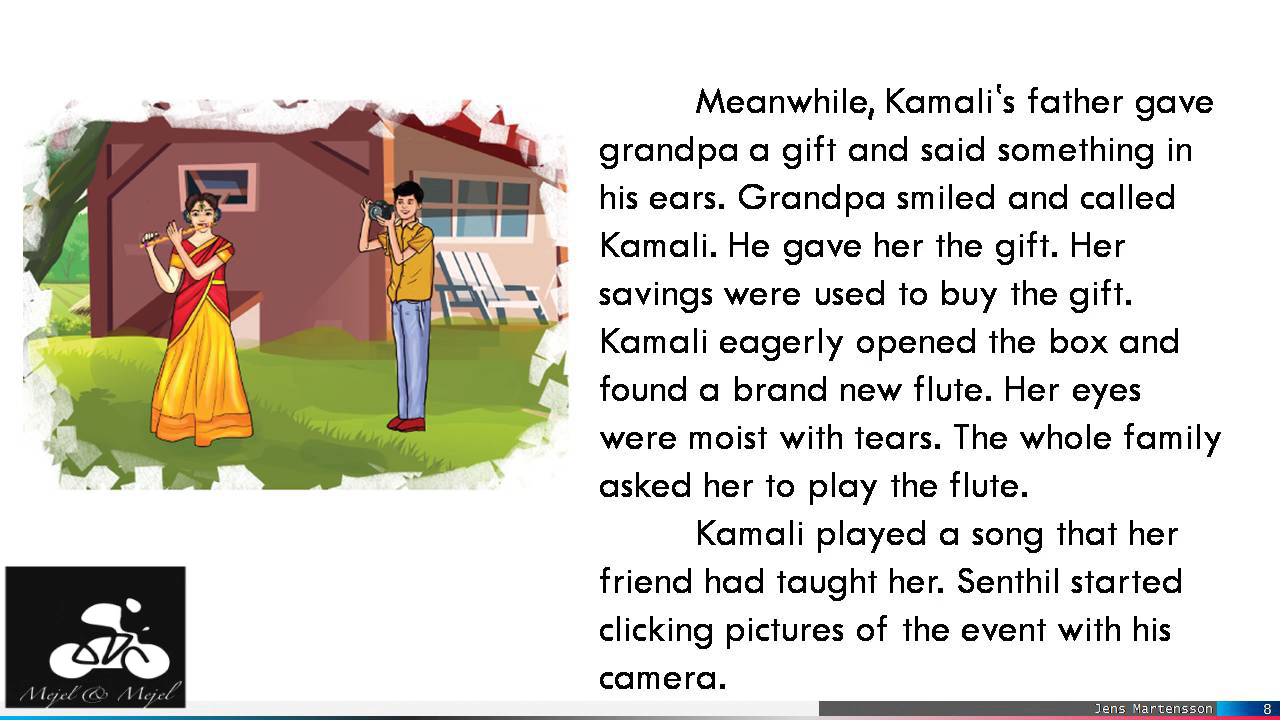 Meanwhile, Kamali‛s father gave
grandpa a gift and said something in
his ears. Grandpa smiled and called
Kamali. He gave her the gift. Her
savings were used to buy the gift.
Kamali eagerly opened the box and
found a brand new flute. Her eyes
were moist with tears. The whole family
asked her to play the flute.
Kamali played a song that her
friend had taught her. Senthil started
clicking pictures of the event with his
camera.
Mejel & Mejel
Jens Martensson
8